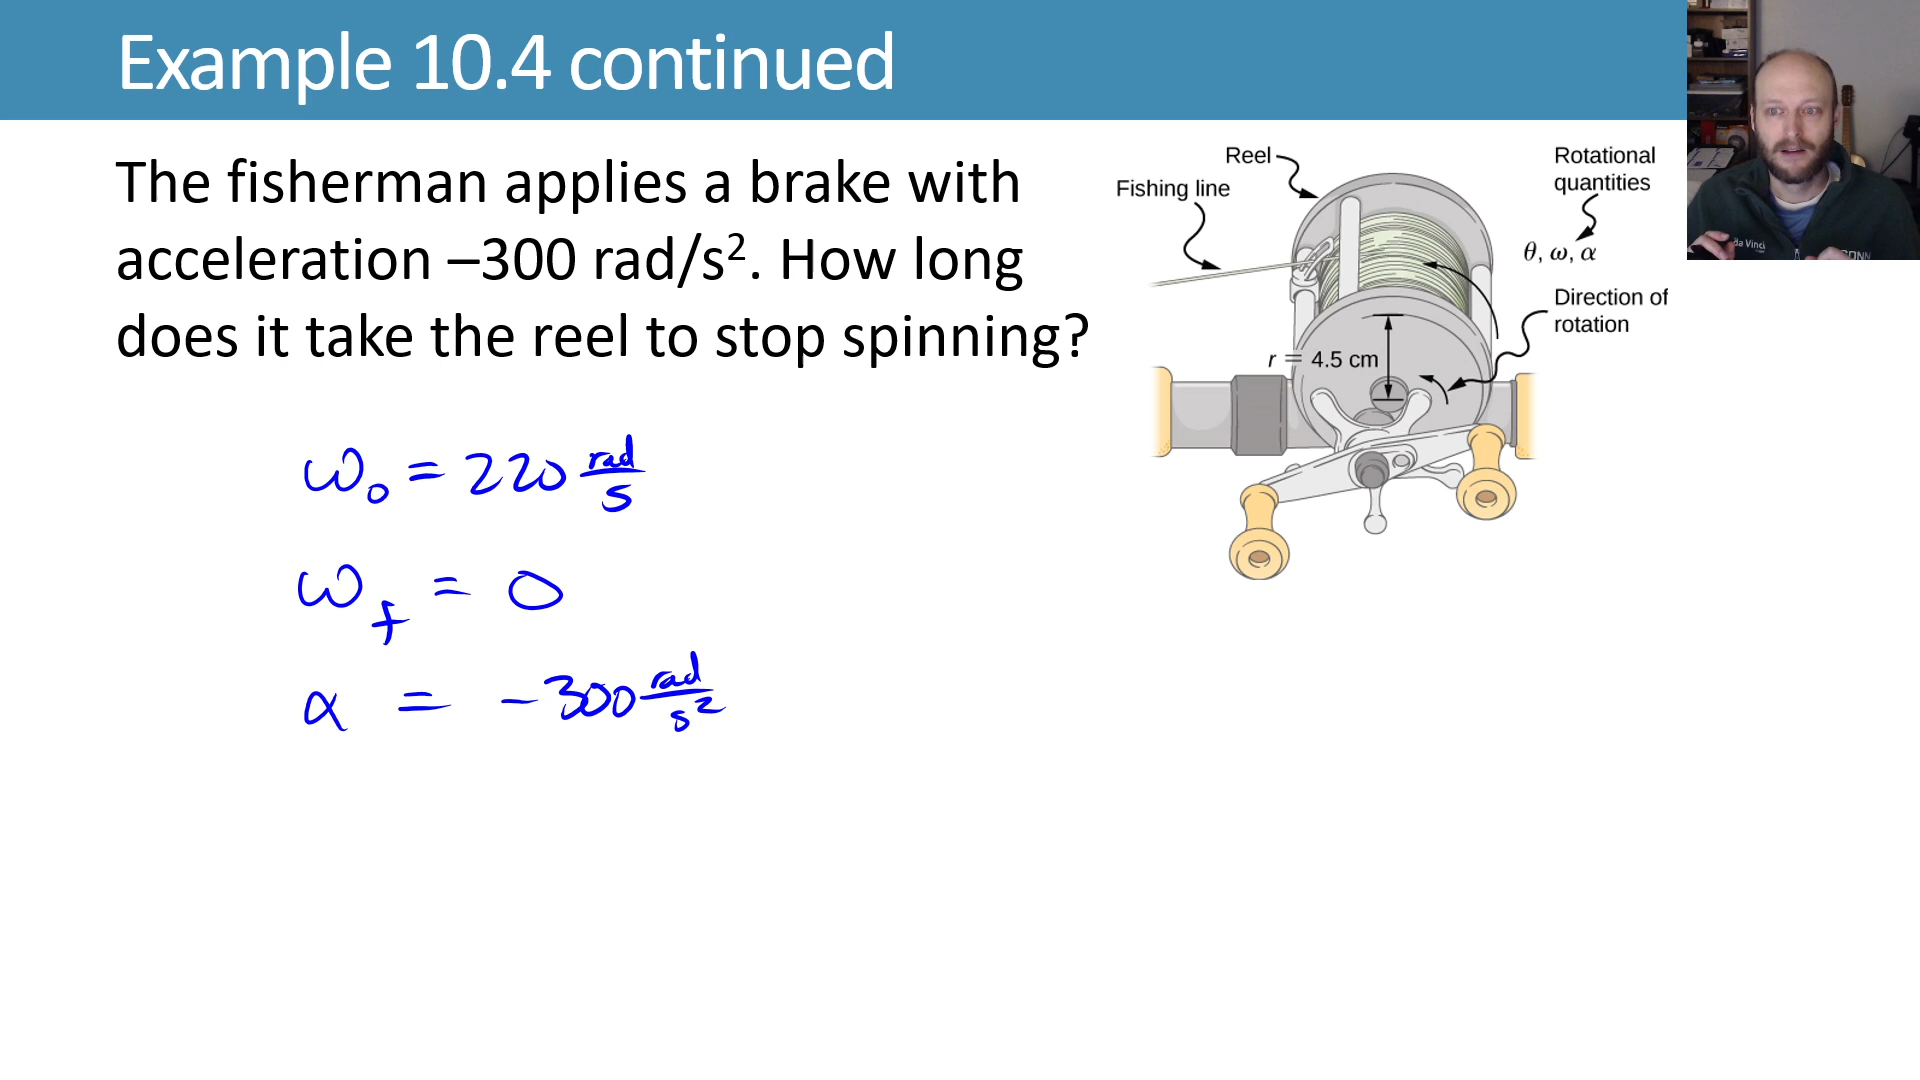 Example 10.4 continued
The fisherman applies a brake with
acceleration –300 rad/s². How long
does it take the reel to stop spinning?
Reel
Fishing line
Rotational
quantities
θ, ω, α
Direction of
rotation
r = 4.5 cm
ω₀ = 220 rad/s
ω_f = 0
α = -300 rad/s²
da Vinci